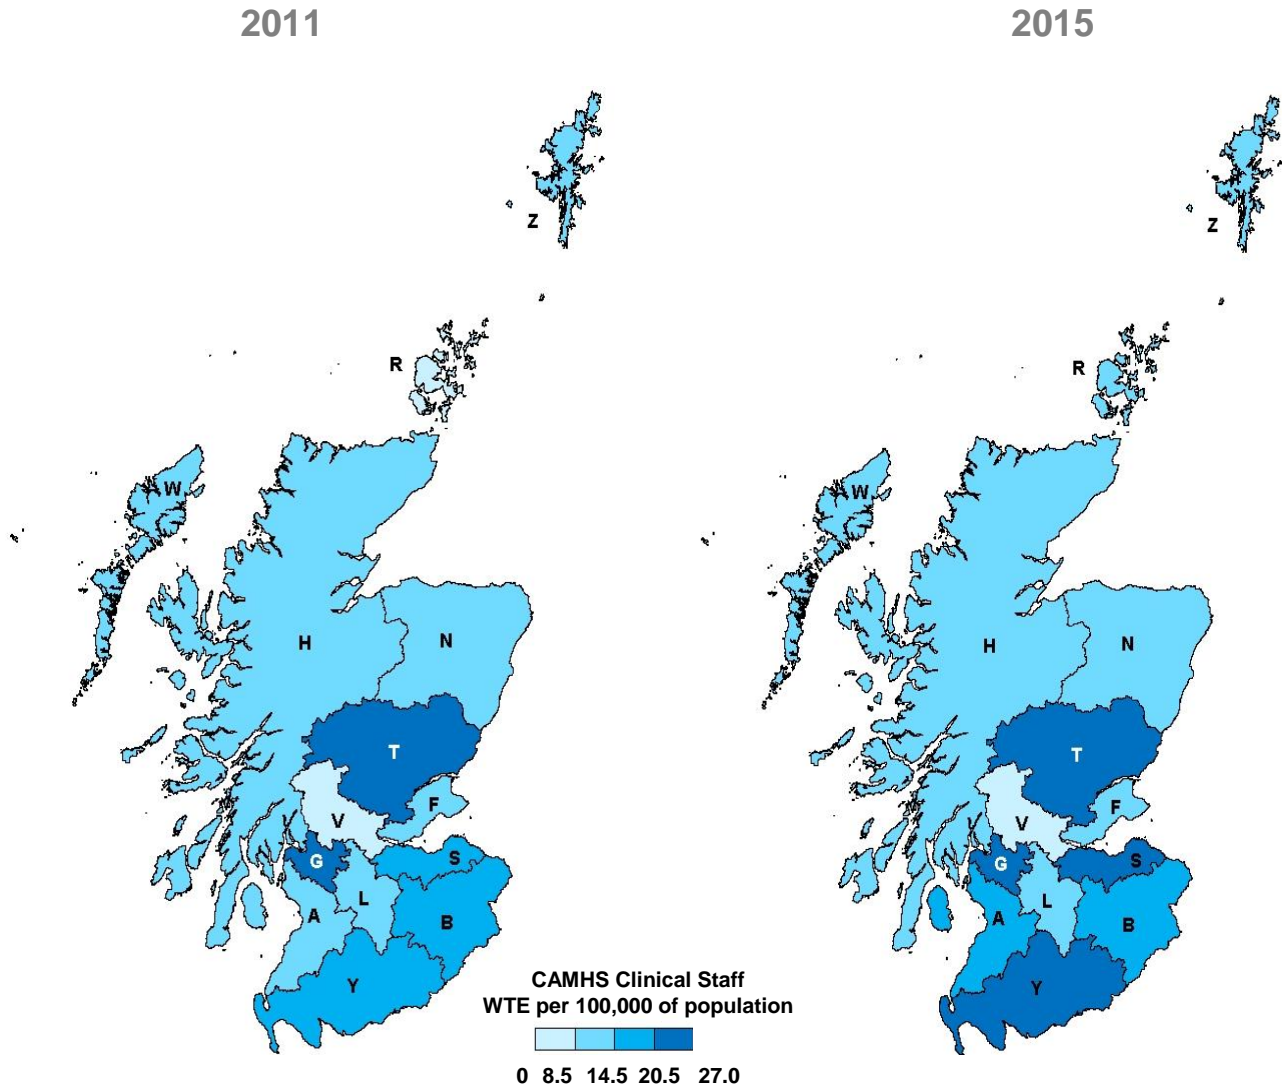 2011
2015
Z
Z
R
R
W
W
H
N
H
N
T
T
F
F
V
V
G
S
G
S
L
L
A
B
A
B
Y
Y
CAMHS Clinical Staff
WTE per 100,000 of population
0 8.5 14.5 20.5 27.0